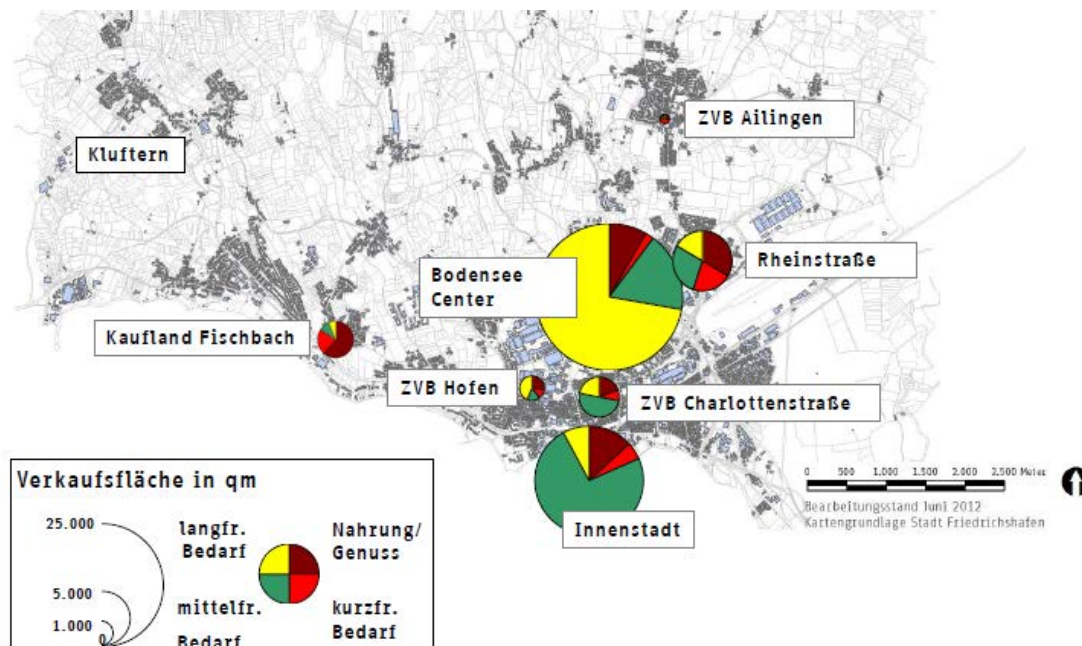 ZVB Ailingen
Kluftern
Bodensee
Center
Rheinstraße
Kaufland Fischbach
ZVB Hofen
ZVB Charlottenstraße
Innenstadt
0 500 1.000 1.500 2.000 2.500 Meter
Bearbeitungsstand Juni 2012
Kartengrundlage Stadt Friedrichshafen
Verkaufsfläche in qm
25.000
5.000
1.000
0
langfr.
Bedarf
Nahrung/
Genuss
mittelfr.
Bedarf
kurzfr.
Bedarf